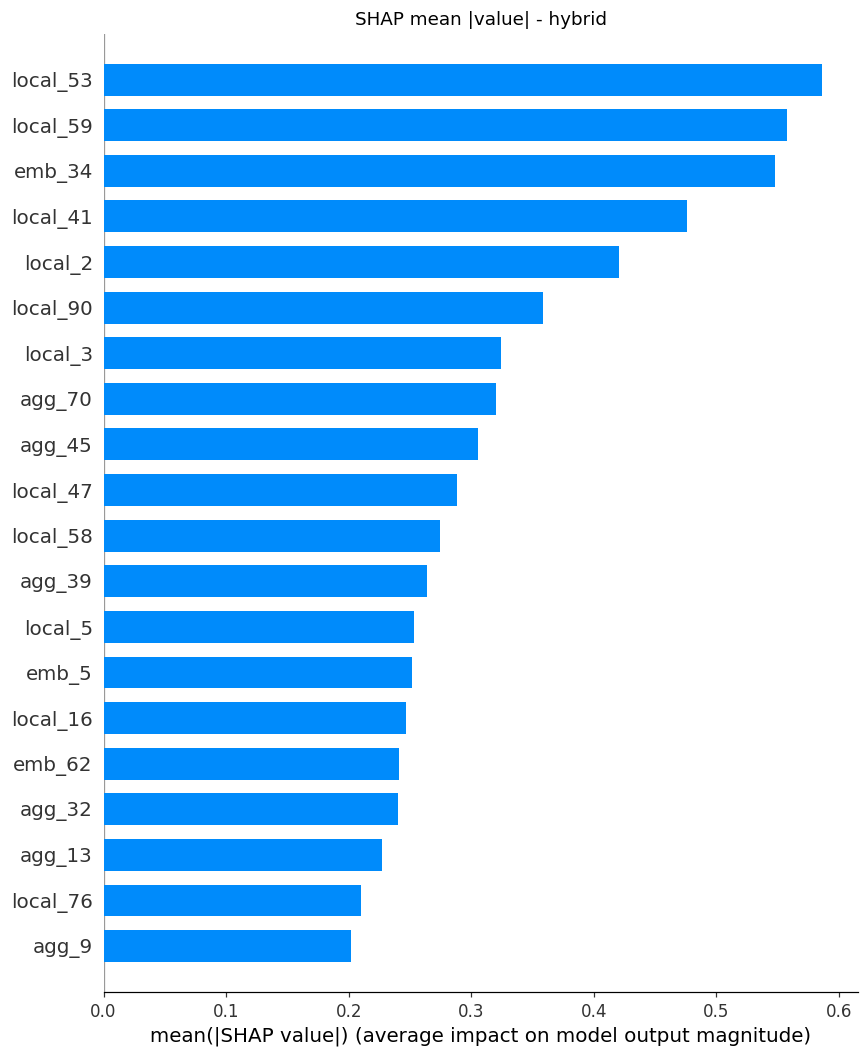 SHAP mean |value| - hybrid
local_53
local_59
emb_34
local_41
local_2
local_90
local_3
agg_70
agg_45
local_47
local_58
agg_39
local_5
emb_5
local_16
emb_62
agg_32
agg_13
local_76
agg_9
0.0 0.1 0.2 0.3 0.4 0.5 0.6
mean(|SHAP value|) (average impact on model output magnitude)